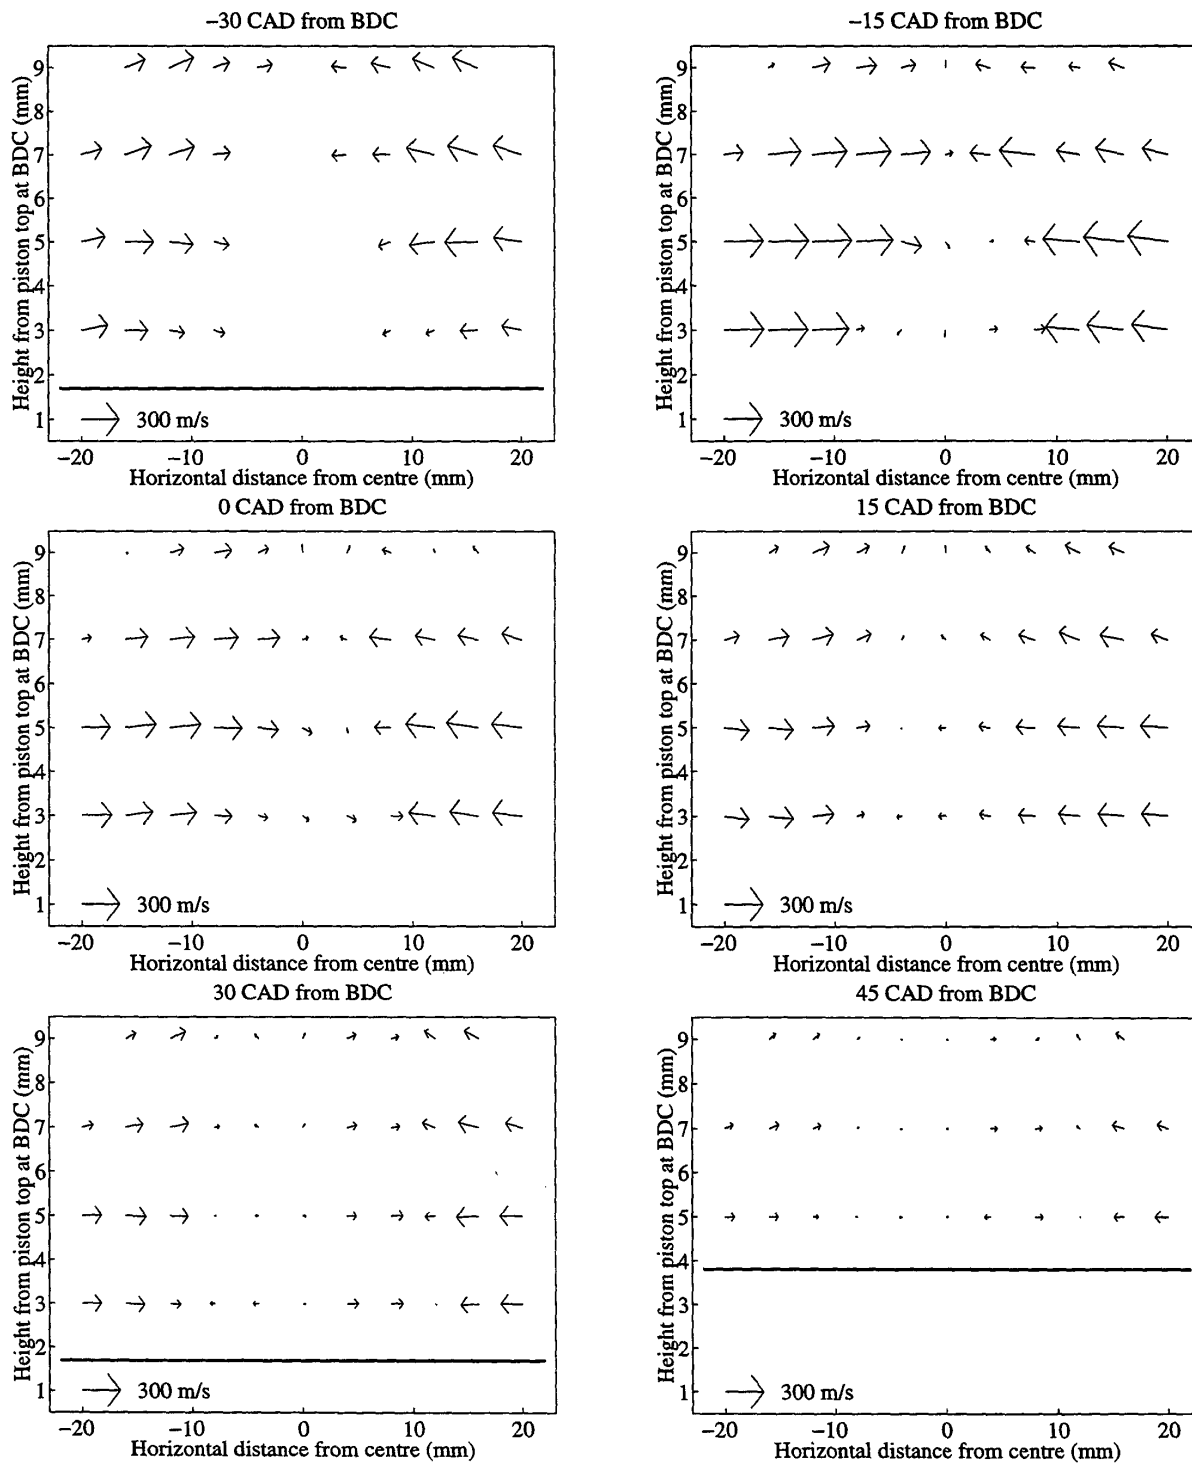 −30 CAD from BDC
Height from piston top at BDC (mm)
9
8
7
6
5
4
3
2
1
300 m/s
−20 −10 0 10 20
Horizontal distance from centre (mm)
−15 CAD from BDC
Height from piston top at BDC (mm)
9
8
7
6
5
4
3
2
1
300 m/s
−20 −10 0 10 20
Horizontal distance from centre (mm)
0 CAD from BDC
Height from piston top at BDC (mm)
9
8
7
6
5
4
3
2
1
300 m/s
−20 −10 0 10 20
Horizontal distance from centre (mm)
15 CAD from BDC
Height from piston top at BDC (mm)
9
8
7
6
5
4
3
2
1
300 m/s
−20 −10 0 10 20
Horizontal distance from centre (mm)
30 CAD from BDC
Height from piston top at BDC (mm)
9
8
7
6
5
4
3
2
1
300 m/s
−20 −10 0 10 20
Horizontal distance from centre (mm)
45 CAD from BDC
Height from piston top at BDC (mm)
9
8
7
6
5
4
3
2
1
300 m/s
−20 −10 0 10 20
Horizontal distance from centre (mm)